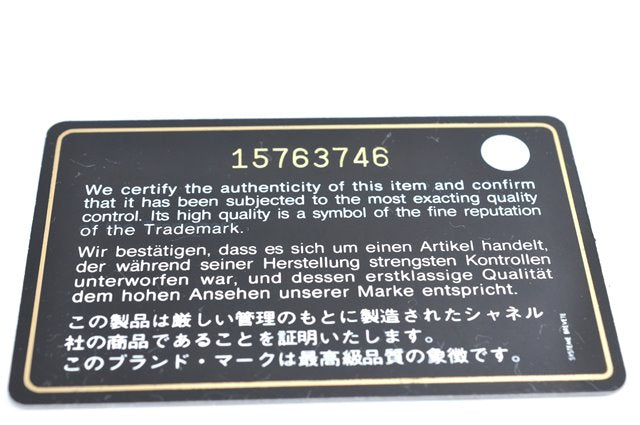 15763746
We certify the authenticity of this item and confirm
that it has been subjected to the most exacting quality
control. Its high quality is a symbol of the fine reputation
of the Trademark.
Wir bestätigen, dass es sich um einen Artikel handelt,
der während seiner Herstellung strengsten Kontrollen
unterworfen war, und dessen erstklassige Qualität
dem hohen Ansehen unserer Marke entspricht.
この製品は厳しい管理のもとに製造されたシャネル
社の商品であることを証明いたします。
このブランド・マークは最高級品質の象徴です。
SYSTEME BREVETE